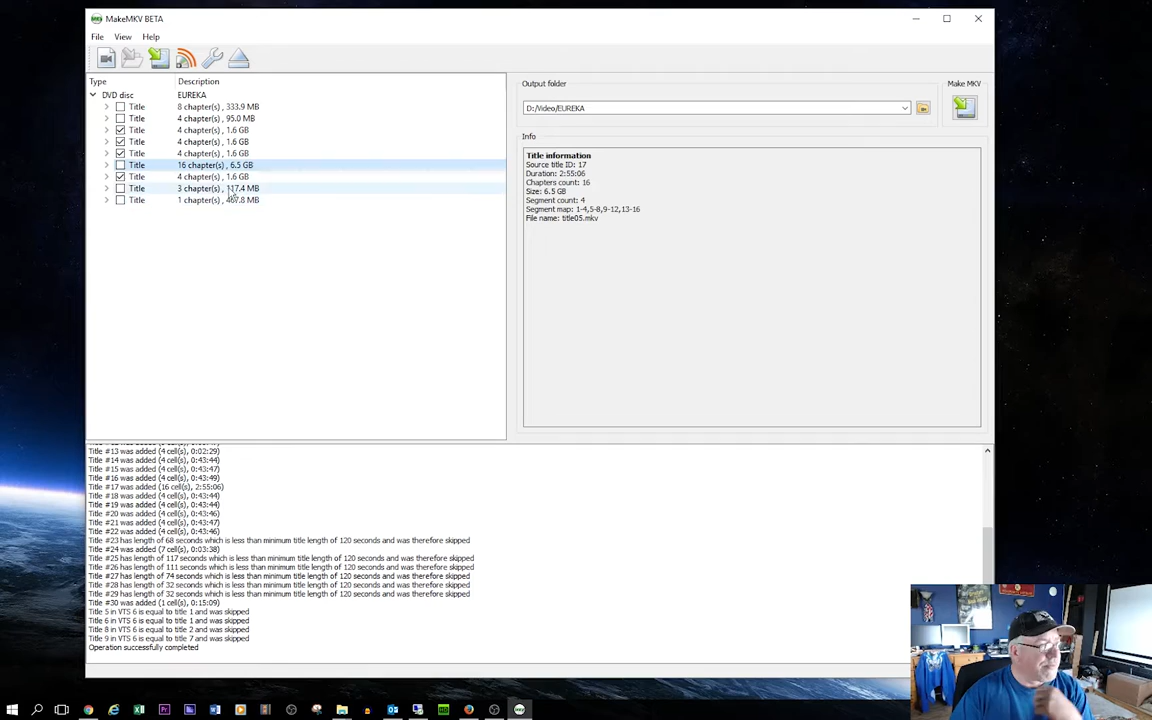 MakeMKV BETA
File View Help
Type Description
DVD disc EUREKA
Title 8 chapter(s) , 333.9 MB
Title 4 chapter(s) , 95.0 MB
Title 4 chapter(s) , 1.6 GB
Title 4 chapter(s) , 1.6 GB
Title 4 chapter(s) , 1.6 GB
Title 16 chapter(s) , 6.5 GB
Title 4 chapter(s) , 1.6 GB
Title 3 chapter(s) , 117.4 MB
Title 1 chapter(s) , 467.8 MB
Output folder
Make MKV
D:/Video/EUREKA
Info
Title information
Source title ID: 17
Duration: 2:55:06
Chapters count: 16
Size: 6.5 GB
Segment count: 4
Segment map: 1-4,5-8,9-12,13-16
File name: title05.mkv
Title #13 was added (4 cell(s), 0:02:29)
Title #14 was added (4 cell(s), 0:43:44)
Title #15 was added (4 cell(s), 0:43:47)
Title #16 was added (4 cell(s), 0:43:49)
Title #17 was added (16 cell(s), 2:55:06)
Title #18 was added (4 cell(s), 0:43:44)
Title #19 was added (4 cell(s), 0:43:44)
Title #20 was added (4 cell(s), 0:43:46)
Title #21 was added (4 cell(s), 0:43:47)
Title #22 was added (4 cell(s), 0:43:46)
Title #23 has length of 68 seconds which is less than minimum title length of 120 seconds and was therefore skipped
Title #24 was added (7 cell(s), 0:03:38)
Title #25 has length of 117 seconds which is less than minimum title length of 120 seconds and was therefore skipped
Title #26 has length of 111 seconds which is less than minimum title length of 120 seconds and was therefore skipped
Title #27 has length of 74 seconds which is less than minimum title length of 120 seconds and was therefore skipped
Title #28 has length of 32 seconds which is less than minimum title length of 120 seconds and was therefore skipped
Title #29 has length of 32 seconds which is less than minimum title length of 120 seconds and was therefore skipped
Title #30 was added (1 cell(s), 0:15:09)
Title 5 in VTS 6 is equal to title 1 and was skipped
Title 6 in VTS 6 is equal to title 1 and was skipped
Title 8 in VTS 6 is equal to title 2 and was skipped
Title 9 in VTS 6 is equal to title 7 and was skipped
Operation successfully completed